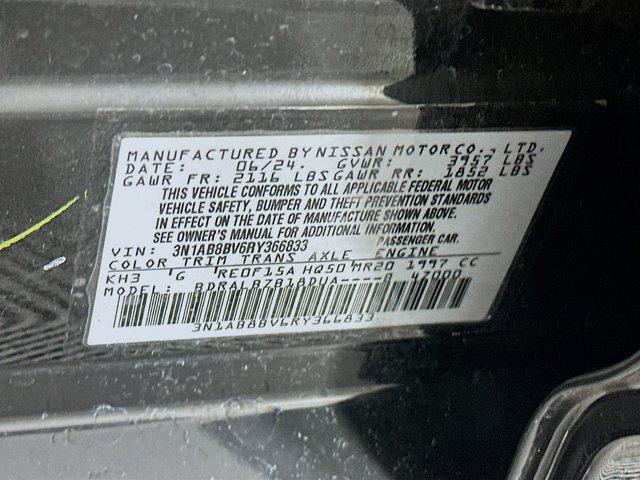 MANUFACTURED BY NISSAN MOTOR CO., LTD.
DATE: 06/24. GVWR: 3957 LBS
GAWR FR: 2116 LBS GAWR RR: 1852 LBS
THIS VEHICLE CONFORMS TO ALL APPLICABLE FEDERAL MOTOR
VEHICLE SAFETY, BUMPER AND THEFT PREVENTION STANDARDS
IN EFFECT ON THE DATE OF MANUFACTURE SHOWN ABOVE.
SEE OWNER'S MANUAL FOR ADDITIONAL INFORMATION.
VIN: 3N1AB8BV6RY366833 PASSENGER CAR.
COLOR TRIM TRANS AXLE ENGINE
KH3 G RE0F15A HQ50 MR20 1997 CC
MODEL:
3N1AB8BV6RY366833